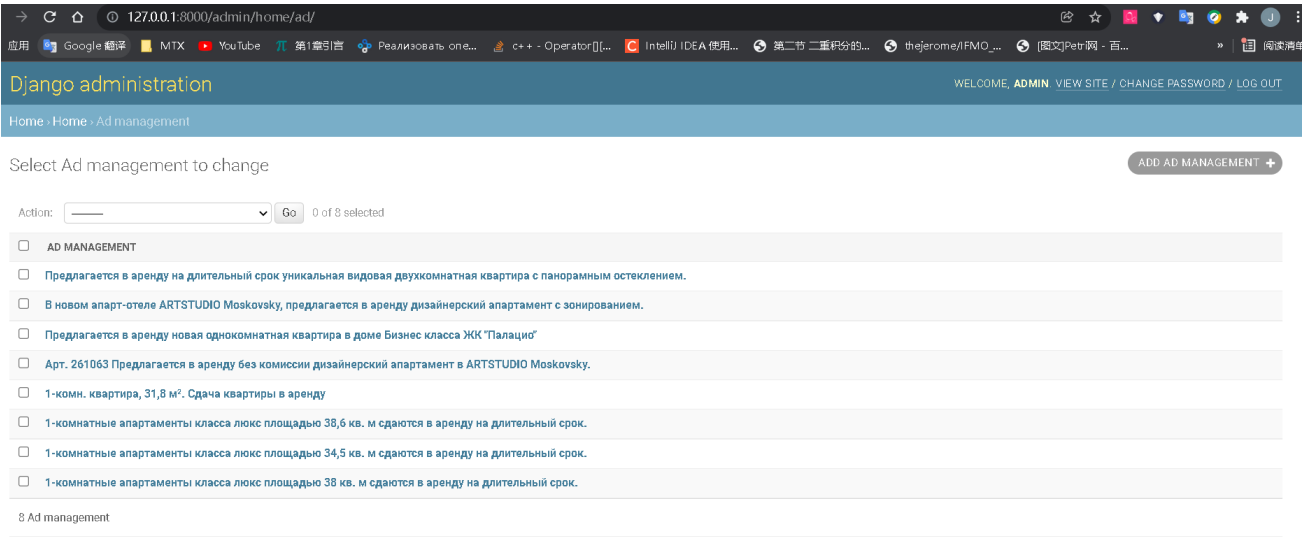 127.0.0.1:8000/admin/home/ad/
J
应用 Google 翻译 MTX YouTube 第1章引言 Реализовать опе... c++ - Operator[][... IntelliJ IDEA 使用... 第二节 二重积分的... thejerome/IFMO_... [图文]Petri网 - 百... » 阅读清单
Django administration
WELCOME, ADMIN. VIEW SITE / CHANGE PASSWORD / LOG OUT
Home › Home › Ad management
Select Ad management to change
ADD AD MANAGEMENT +
Action: --------- Go 0 of 8 selected
AD MANAGEMENT
Предлагается в аренду на длительный срок уникальная видовая двухкомнатная квартира с панорамным остеклением.
В новом апарт-отеле ARTSTUDIO Moskovsky, предлагается в аренду дизайнерский апартамент с зонированием.
Предлагается в аренду новая однокомнатная квартира в доме Бизнес класса ЖК "Палацио"
Арт. 261063 Предлагается в аренду без комиссии дизайнерский апартамент в ARTSTUDIO Moskovsky.
1-комн. квартира, 31,8 м². Сдача квартиры в аренду
1-комнатные апартаменты класса люкс площадью 38,6 кв. м сдаются в аренду на длительный срок.
1-комнатные апартаменты класса люкс площадью 34,5 кв. м сдаются в аренду на длительный срок.
1-комнатные апартаменты класса люкс площадью 38 кв. м сдаются в аренду на длительный срок.
8 Ad management